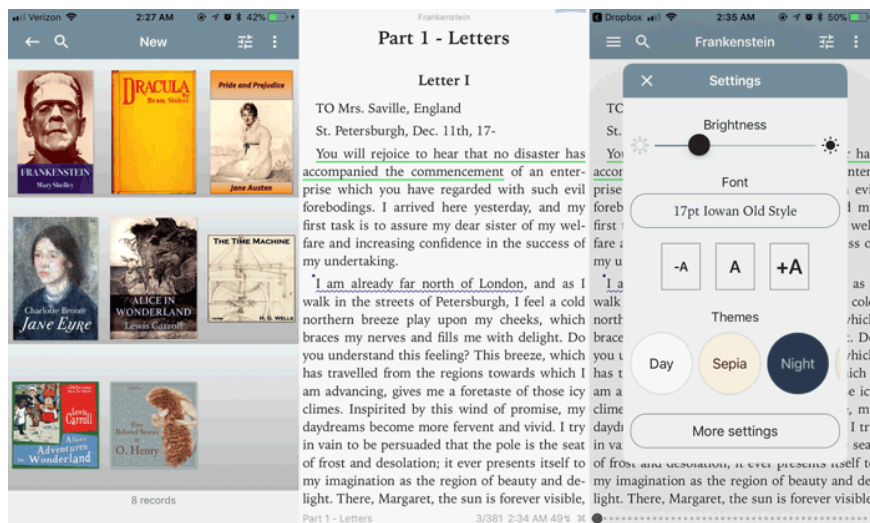 Verizon 2:27 AM 42%
New
FRANKENSTEIN
Mary Shelley
DRACULA
By
Bram Stoker
Pride and Prejudice
Jane Austen
Charlotte Brontë
JANE EYRE
ALICE IN
WONDERLAND
Lewis Carroll
THE TIME MACHINE
H. G. WELLS
Lewis
Carroll
Alice's
Adventures
in Wonderland
Five
Beloved Stories
by
O. Henry
8 records
Frankenstein
Part 1 - Letters
Letter I
TO Mrs. Saville, England
St. Petersburgh, Dec. 11th, 17-
You will rejoice to hear that no disaster has
accompanied the commencement of an enter-
prise which you have regarded with such evil
forebodings. I arrived here yesterday, and my
first task is to assure my dear sister of my wel-
fare and increasing confidence in the success of
my undertaking.
I am already far north of London, and as I
walk in the streets of Petersburgh, I feel a cold
northern breeze play upon my cheeks, which
braces my nerves and fills me with delight. Do
you understand this feeling? This breeze, which
has travelled from the regions towards which I
am advancing, gives me a foretaste of those icy
climes. Inspirited by this wind of promise, my
daydreams become more fervent and vivid. I try
in vain to be persuaded that the pole is the seat
of frost and desolation; it ever presents itself to
my imagination as the region of beauty and de-
light. There, Margaret, the sun is forever visible,
Part 1 - Letters 3/381 2:34 AM 49%
Dropbox 2:35 AM 50%
Frankenstein
Settings
Brightness
Font
17pt Iowan Old Style
-A A +A
Themes
Day Sepia Night
More settings
of frost and desolation; it ever presents itself to
my imagination as the region of beauty and de-
light. There, Margaret, the sun is forever visible,